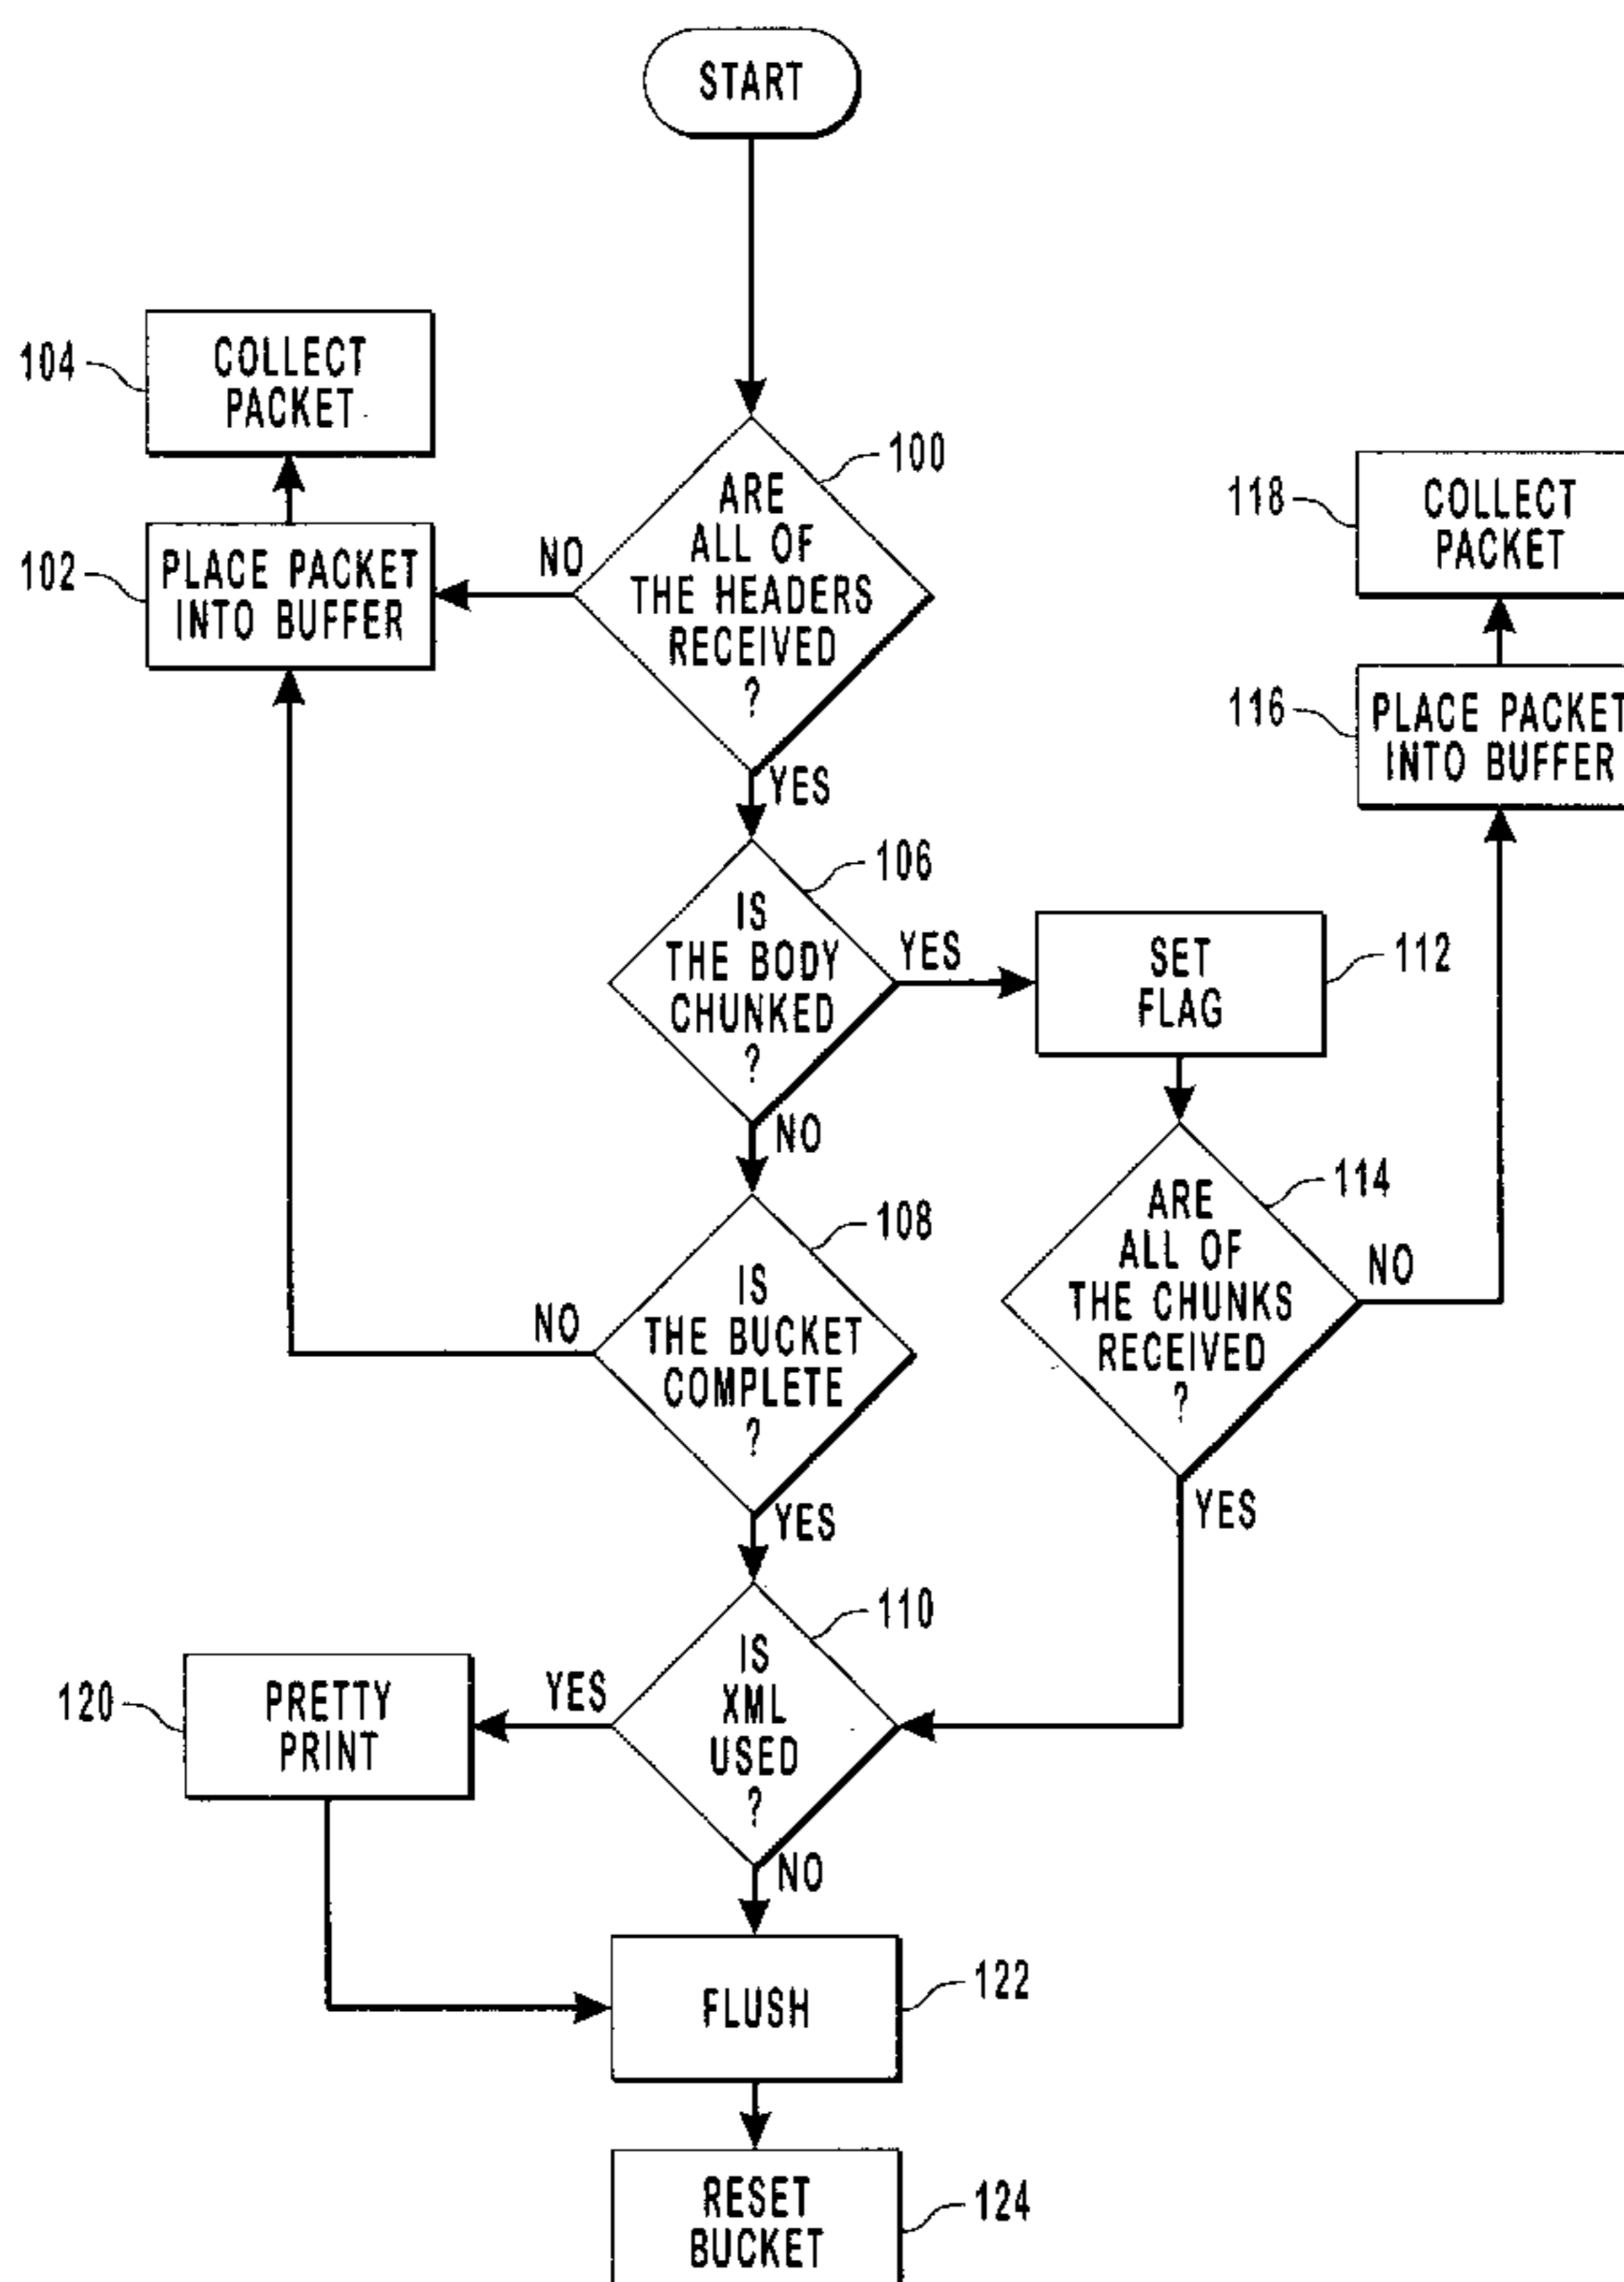 START
104
COLLECT
PACKET
102
PLACE PACKET
INTO BUFFER
NO
100
ARE
ALL OF
THE HEADERS
RECEIVED
?
YES
118
COLLECT
PACKET
116
PLACE PACKET
INTO BUFFER
106
IS
THE BODY
CHUNKED
?
YES
NO
SET
FLAG
112
108
IS
THE BUCKET
COMPLETE
?
NO
YES
114
ARE
ALL OF
THE CHUNKS
RECEIVED
?
NO
YES
110
IS
XML
USED
?
YES
NO
120
PRETTY
PRINT
FLUSH
122
RESET
BUCKET
124